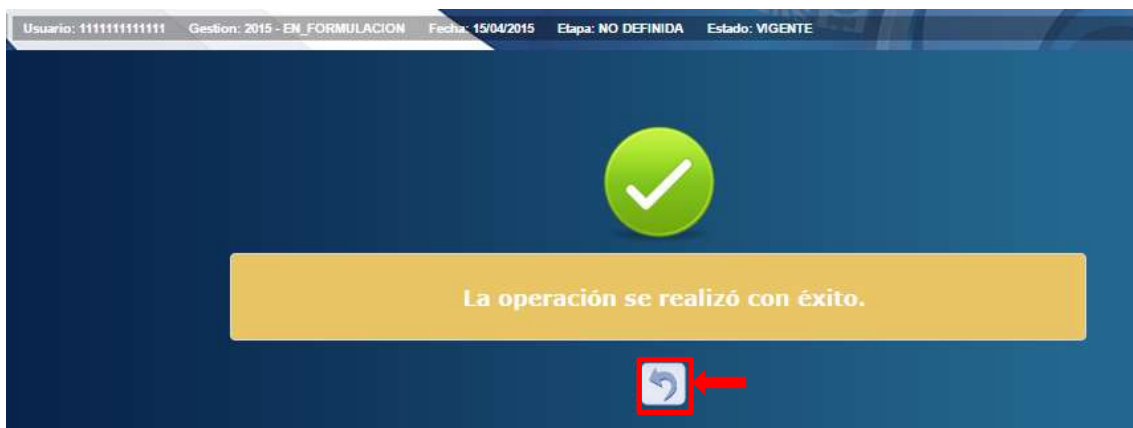 Usuario: 1111111111111 Gestion: 2015 - EN_FORMULACION Fecha: 15/04/2015 Etapa: NO DEFINIDA Estado: VIGENTE
La operación se realizó con éxito.